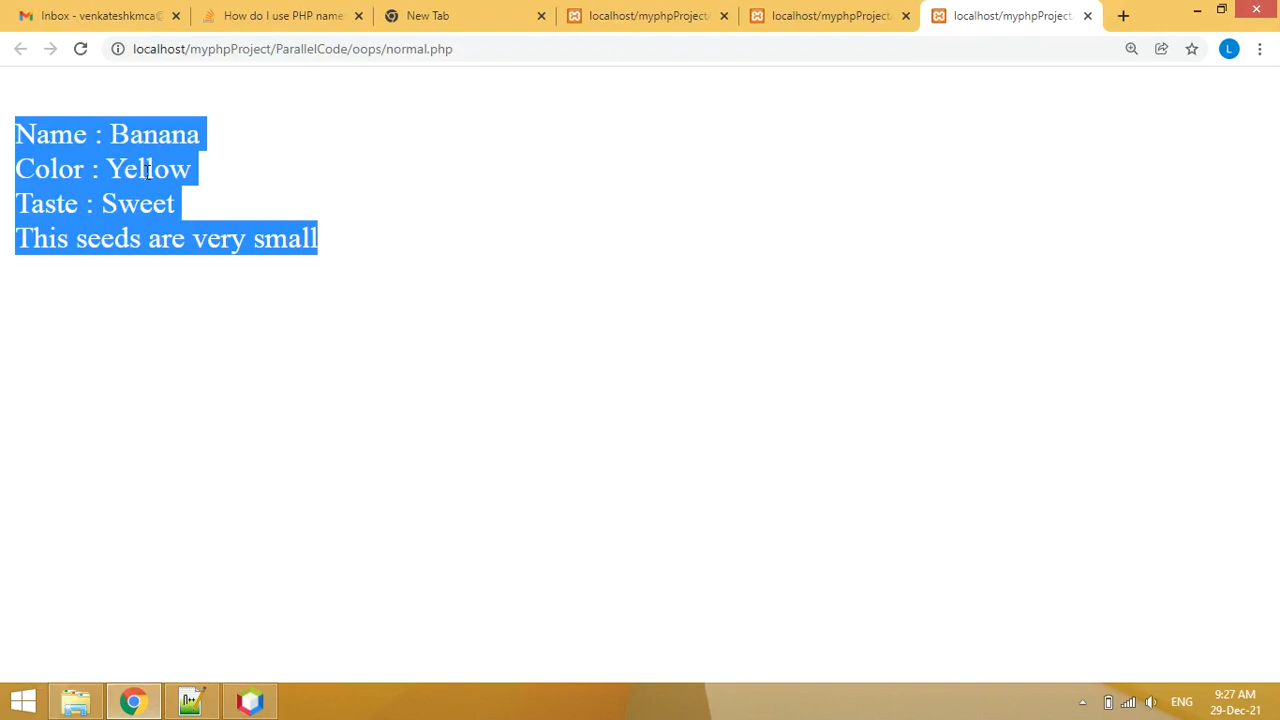 Inbox - venkateshkmca
How do I use PHP name
New Tab
localhost/myphpProject
localhost/myphpProject
localhost/myphpProject
localhost/myphpProject/ParallelCode/oops/normal.php
L
Name : Banana
Color : Yellow
Taste : Sweet
This seeds are very small
ENG
9:27 AM
29-Dec-21